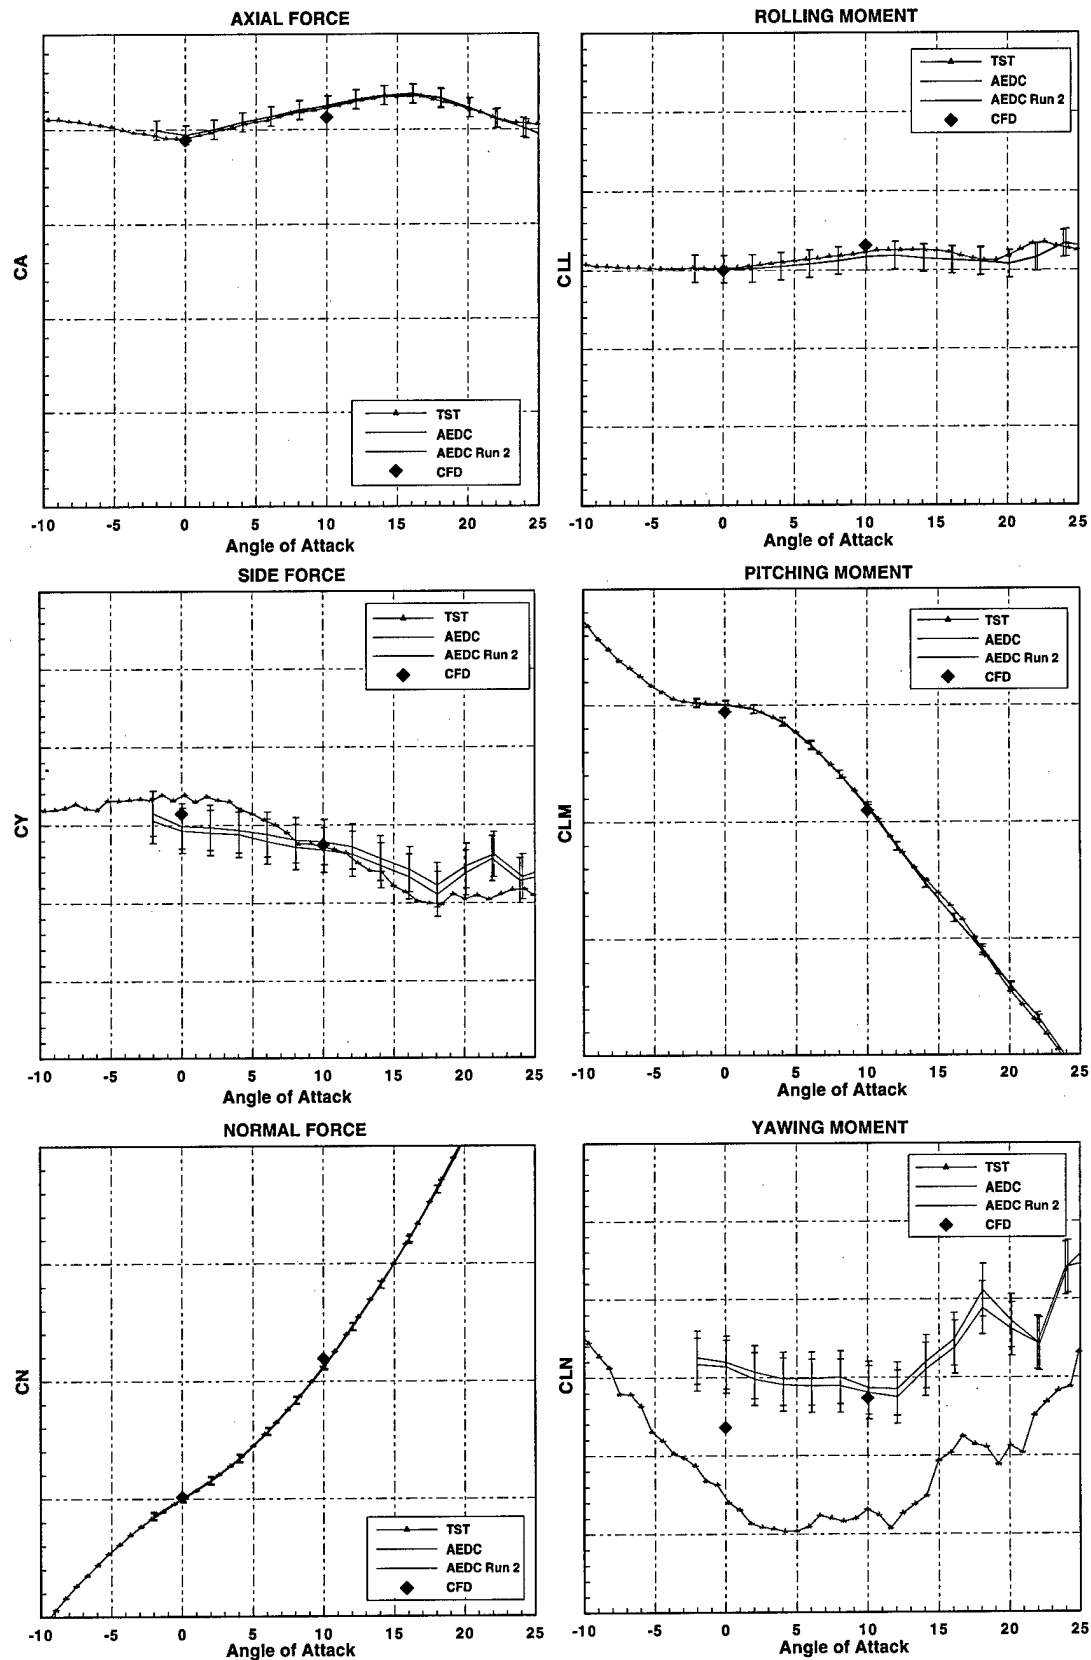 AXIAL FORCE
CA
TST
AEDC
AEDC Run 2
CFD
-10 -5 0 5 10 15 20 25
Angle of Attack
ROLLING MOMENT
CLL
TST
AEDC
AEDC Run 2
CFD
-10 -5 0 5 10 15 20 25
Angle of Attack
SIDE FORCE
CY
TST
AEDC
AEDC Run 2
CFD
-10 -5 0 5 10 15 20 25
Angle of Attack
PITCHING MOMENT
CLM
TST
AEDC
AEDC Run 2
CFD
-10 -5 0 5 10 15 20 25
Angle of Attack
NORMAL FORCE
CN
TST
AEDC
AEDC Run 2
CFD
-10 -5 0 5 10 15 20 25
Angle of Attack
YAWING MOMENT
CLN
TST
AEDC
AEDC Run 2
CFD
-10 -5 0 5 10 15 20 25
Angle of Attack